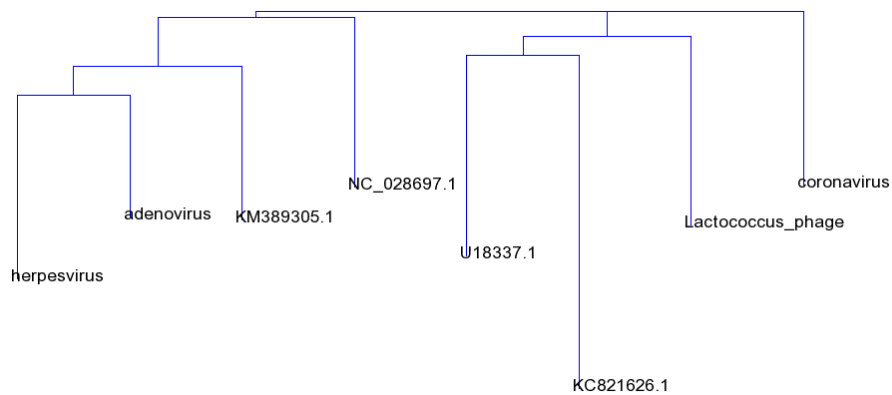 coronavirus
NC_028697.1
adenovirus
KM389305.1
Lactococcus_phage
U18337.1
herpesvirus
KC821626.1